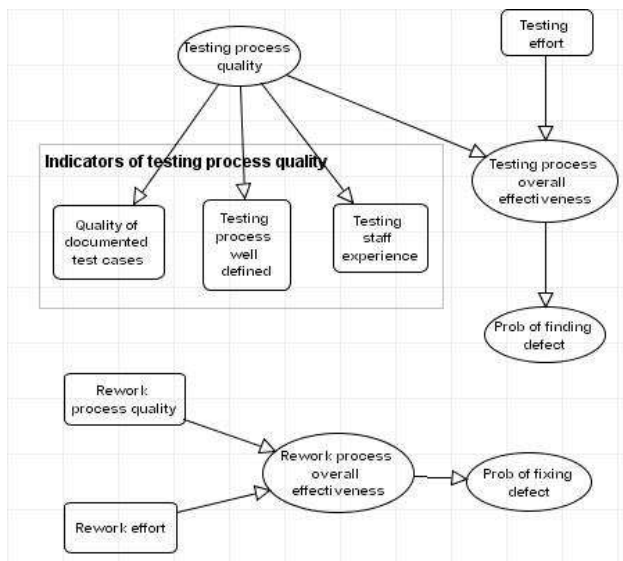 Testing process
quality
Testing
effort
Indicators of testing process quality
Testing process
overall
effectiveness
Quality of
documented
test cases
Testing
process
well
defined
Testing
staff
experience
Prob of finding
defect
Rework
process quality
Rework process
overall
effectiveness
Prob of fixing
defect
Rework effort